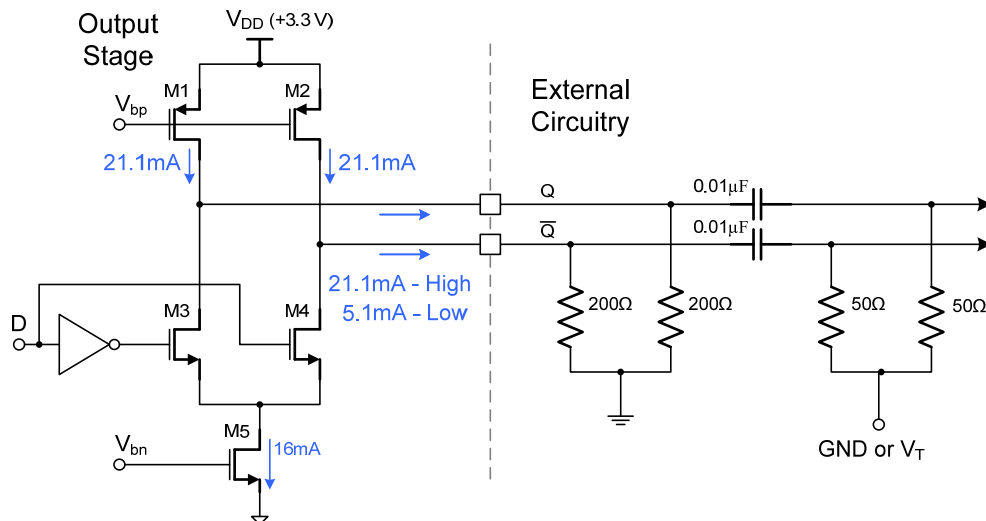 Output
Stage
V_DD (+3.3 V)
M1
M2
V_bp
21.1mA
21.1mA
External
Circuitry
Q
0.01µF
Q̅
0.01µF
21.1mA - High
5.1mA - Low
200Ω
200Ω
50Ω
50Ω
M3
M4
D
M5
V_bn
16mA
GND or V_T